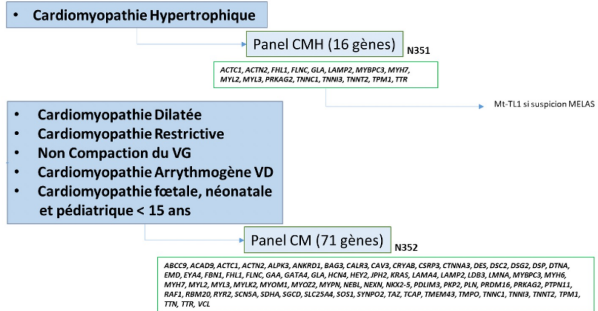 • Cardiomyopathie Hypertrophique
Panel CMH (16 gènes)
N351
ACTC1, ACTN2, FHL1, FLNC, GLA, LAMP2, MYBPC3, MYH7,
MYL2, MYL3, PRKAG2, TNNC1, TNNI3, TNNT2, TPM1, TTR
Mt-TL1 si suspicion MELAS
• Cardiomyopathie Dilatée
• Cardiomyopathie Restrictive
• Non Compaction du VG
• Cardiomyopathie Arrythmogène VD
• Cardiomyopathie fœtale, néonatale
et pédiatrique < 15 ans
Panel CM (71 gènes)
N352
ABCC9, ACAD9, ACTC1, ACTN2, ALPK3, ANKRD1, BAG3, CALR3, CAV3, CRYAB, CSRP3, CTNNA3, DES, DSC2, DSG2, DSP, DTNA,
EMD, EYA4, FBN1, FHL1, FLNC, GAA, GATA4, GLA, HCN4, HEY2, JPH2, KRAS, LAMA4, LAMP2, LDB3, LMNA, MYBPC3, MYH6,
MYH7, MYL2, MYL3, MYLK2, MYOM1, MYOZ2, MYPN, NEBL, NEXN, NKX2-5, PDLIM3, PKP2, PLN, PRDM16, PRKAG2, PTPN11,
RAF1, RBM20, RYR2, SCN5A, SDHA, SGCD, SLC25A4, SOS1, SYNPO2, TAZ, TCAP, TMEM43, TMPO, TNNC1, TNNI3, TNNT2, TPM1,
TTN, TTR, VCL